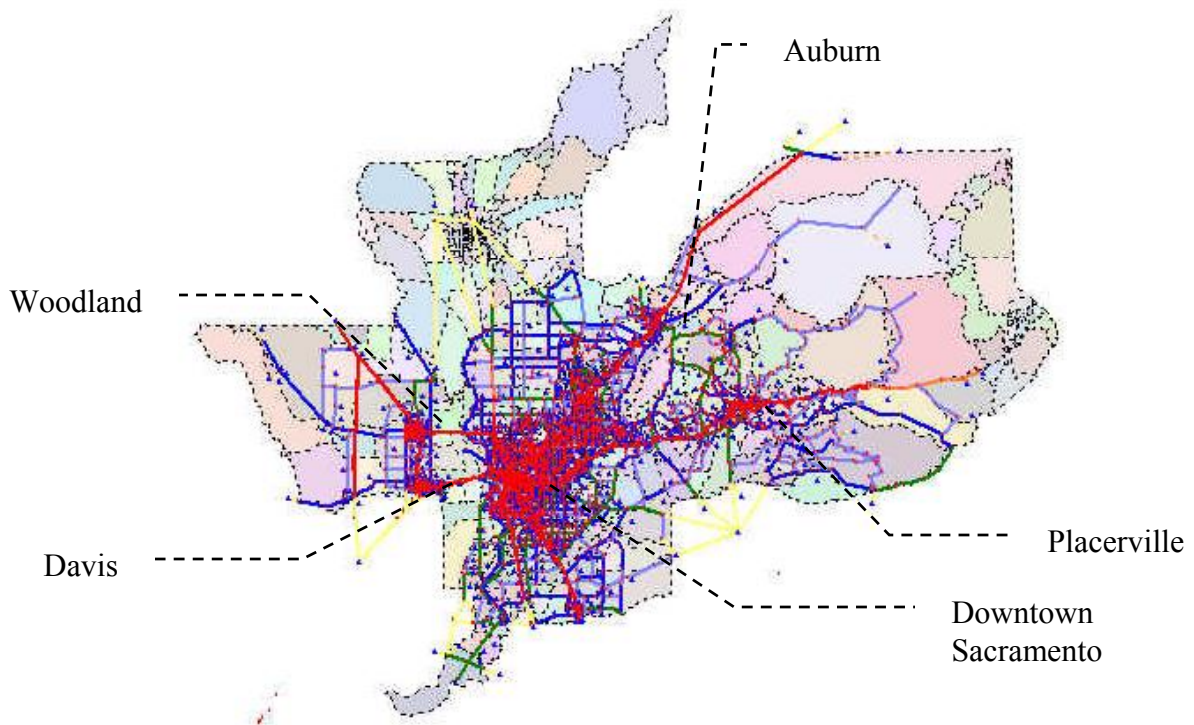 Auburn
Woodland
Davis
Placerville
Downtown
Sacramento